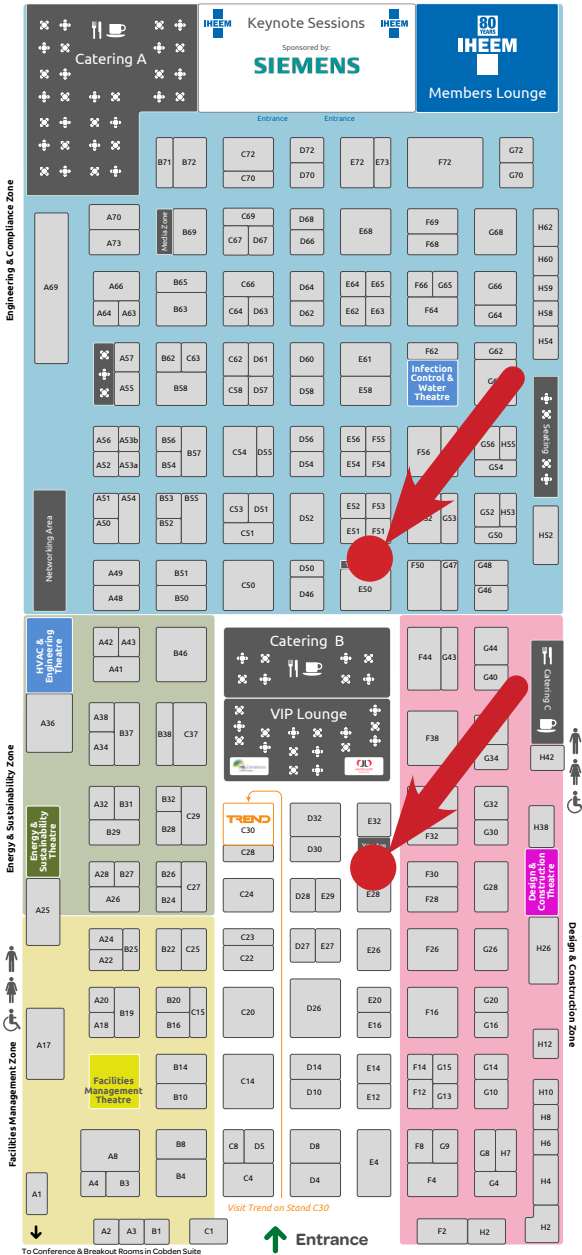 Catering A
IHEEM
Keynote Sessions
IHEEM
Sponsored by:
SIEMENS
80
YEARS
IHEEM
Members Lounge
Entrance
Entrance
Engineering & Compliance Zone
B71 B72
C72
C70
D72
D70
E72 E73
F72
G72
G70
A69
A70
A73
Media Zone
B69
C69
C67 D67
D68
D66
E68
F69
F68
G68
H62
H60
H59
H58
H54
A66
A64 A63
B65
B63
C66
C64 D63
D64
D62
E64 E65
E62 E63
F66 G65
F64
G66
G64
A57
A55
B62 C63
B58
C62 D61
C58 D57
D60
D58
E61
E58
F62
Infection
Control &
Water
Theatre
G62
Seating
A56 A53b
A52 A53a
B56
B54
B57
C54 D55
D56
D54
E56 F55
E54 F54
F56
G56 H55
G54
Networking Area
A51 A54
A50
B53 B55
B52
C53 D51
C51
D52
E52 F53
E51 F51
G53
G52 H53
G50
H52
A49
A48
B51
B50
C50
D50
D46
E50
F50 G47
G48
G46
HVAC &
Engineering
Theatre
A42 A43
A41
B46
Catering B
F44 G43
G44
G40
Catering C
Energy & Sustainability Zone
A36
A38
A34
B37
B38 C37
VIP Lounge
F38
G34
H42
A32 B31
B29
B32
B28
C29
TREND
C30
C28
D32
D30
E32
F32
G32
G30
H38
Energy &
Sustainability
Theatre
A25
A28 B27
A26
B26
B24
C27
C24
D28 E29
E28
F30
F28
G28
Design &
Construction
Theatre
A24
A22
B25
B22 C25
C23
C22
D27 E27
E26
F26
G26
H26
Design & Construction Zone
Facilities Management Zone
A17
A20
A18
B19
B20
B16
C15
C20
D26
E20
E16
F16
G20
G16
H12
Facilities
Management
Theatre
B14
B10
C14
D14
D10
E14
E12
F14 G15
F12 G13
G14
G10
H10
H8
H6
H4
H2
A1
A8
A4 B3
B8
B4
C8 D5
C4
D8
D4
E4
F8 G9
F4
G8 H7
G4
Visit Trend on Stand C30
A2 A3 B1
C1
Entrance
F2 H2
To Conference & Breakout Rooms in Cobden Suite